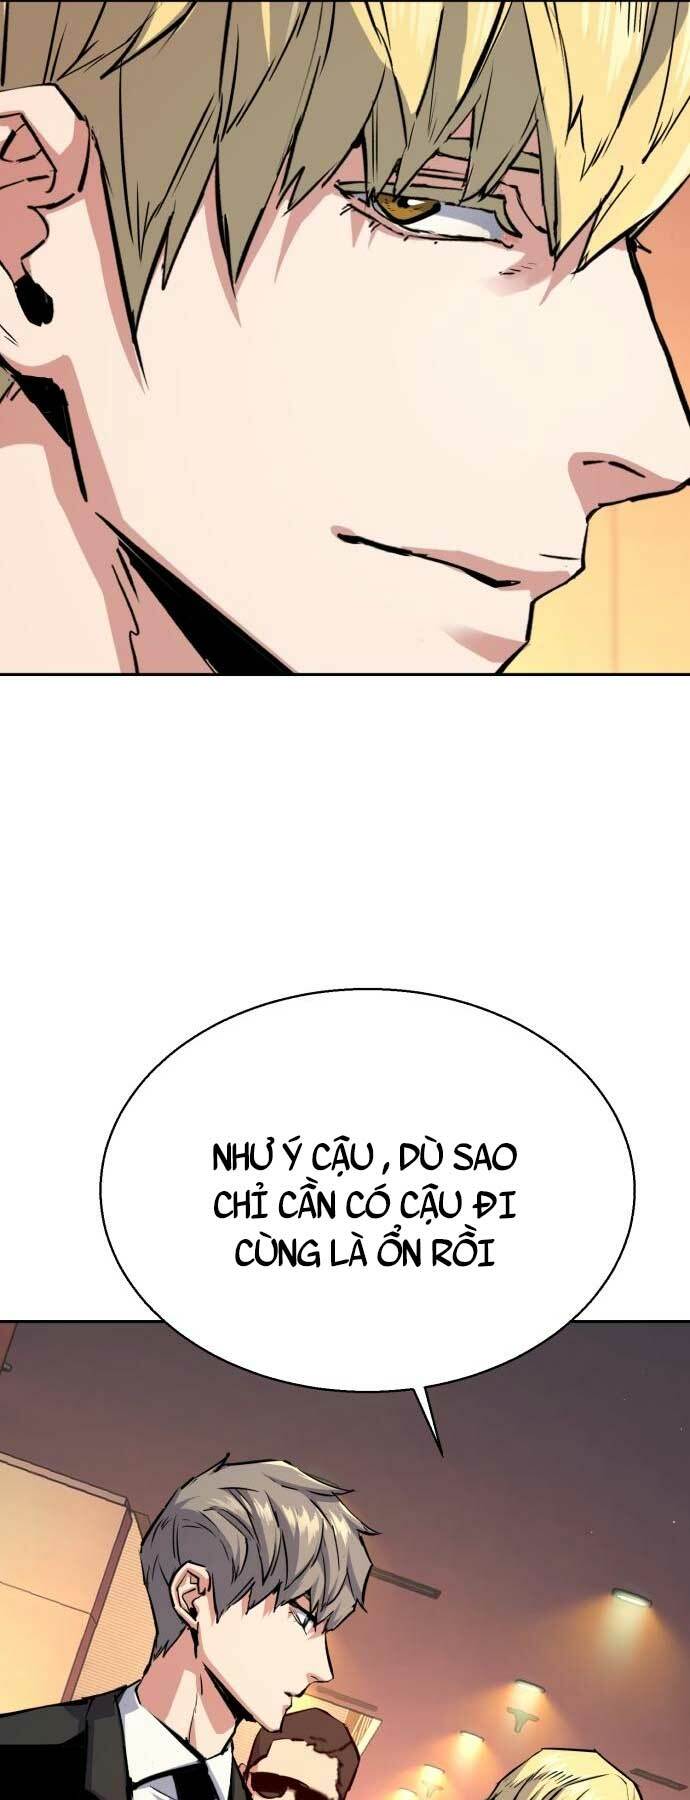 NHƯ Ý CẬU, DÙ SAO
CHỈ CẦN CÓ CẬU ĐI
CÙNG LÀ ỔN RỒI